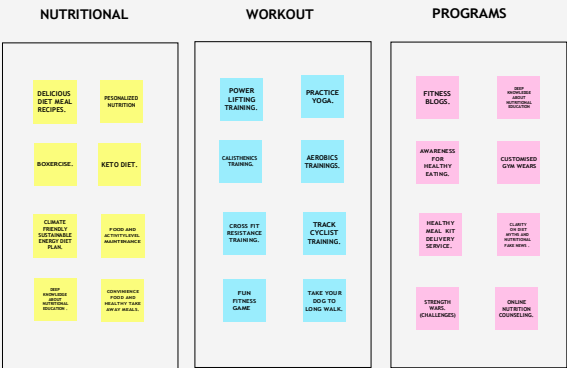 NUTRITIONAL
WORKOUT
PROGRAMS
DELICIOUS
DIET MEAL
RECIPES.
PESONALIZED
NUTRITION
BOXERCISE.
KETO DIET.
CLIMATE
FRIENDLY
SUSTAINABLE
ENERGY DIET
PLAN.
FOOD AND
ACTIVITYLEVEL
MAINTENANCE
DEEP
KNOWLEDGE
ABOUT
NUTRITIONAL
EDUCATION .
CONVINIENCE
FOOD AND
HEALTHY TAKE
AWAY MEALS.
POWER
LIFTING
TRAINING.
PRACTICE
YOGA.
CALISTHENICS
TRAINING.
AEROBICS
TRAININGS.
CROSS FIT
RESISTANCE
TRAINING.
TRACK
CYCLIST
TRAINING.
FUN
FITNESS
GAME
TAKE YOUR
DOG TO
LONG WALK.
FITNESS
BLOGS.
DEEP
KNOWLEDGE
ABOUT
NUTRITIONAL
EDUCATION
AWARENESS
FOR
HEALTHY
EATING.
CUSTOMISED
GYM WEARS
HEALTHY
MEAL KIT
DELIVERY
SERVICE.
CLARITY
ON DIET
MYTHS AND
NUTRITIONAL
FAKE NEWS .
STRENGTH
WARS.
(CHALLENGES)
ONLINE
NUTRITION
COUNSELING.